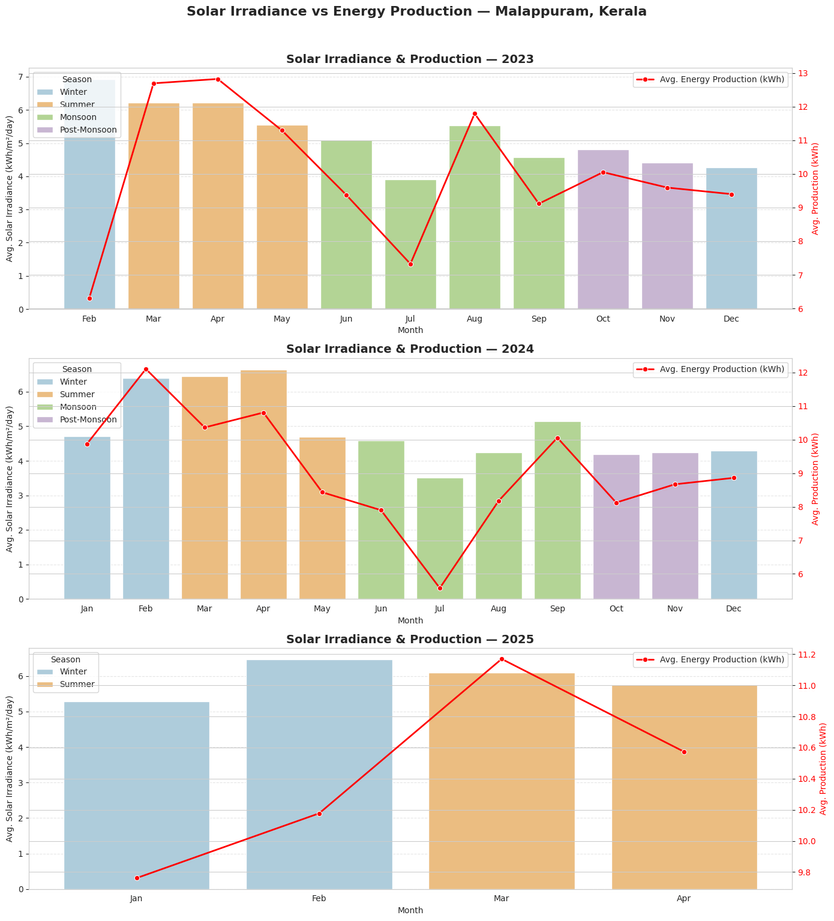 Solar Irradiance vs Energy Production — Malappuram, Kerala
Solar Irradiance & Production — 2023
Season
Winter
Summer
Monsoon
Post-Monsoon
Avg. Energy Production (kWh)
Avg. Solar Irradiance (kWh/m²/day)
7
6
5
4
3
2
1
0
13
12
11
10
9
8
7
6
Avg. Production (kWh)
Feb Mar Apr May Jun Jul Aug Sep Oct Nov Dec
Month
Solar Irradiance & Production — 2024
Season
Winter
Summer
Monsoon
Post-Monsoon
Avg. Energy Production (kWh)
Avg. Solar Irradiance (kWh/m²/day)
6
5
4
3
2
1
0
12
11
10
9
8
7
6
Avg. Production (kWh)
Jan Feb Mar Apr May Jun Jul Aug Sep Oct Nov Dec
Month
Solar Irradiance & Production — 2025
Season
Winter
Summer
Avg. Energy Production (kWh)
Avg. Solar Irradiance (kWh/m²/day)
6
5
4
3
2
1
0
11.2
11.0
10.8
10.6
10.4
10.2
10.0
9.8
Avg. Production (kWh)
Jan Feb Mar Apr
Month